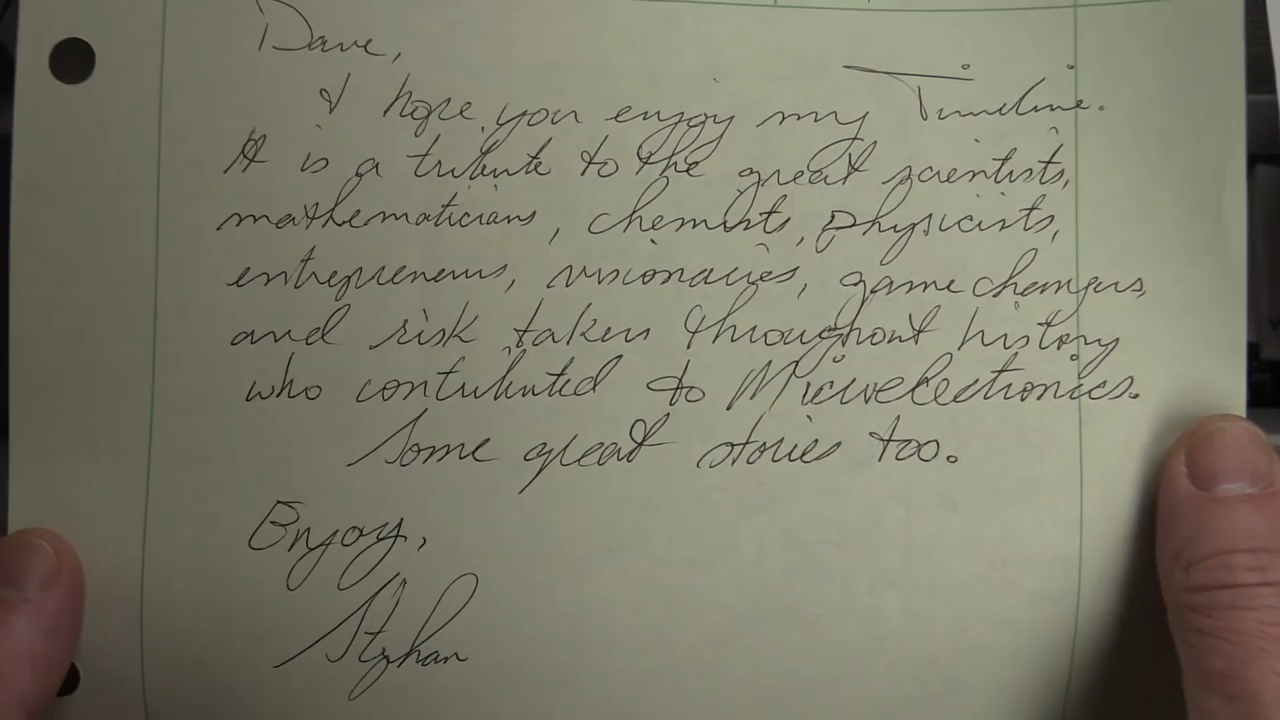 Dave,
I hope you enjoy my Timeline.
It is a tribute to the great scientists,
mathematicians, chemists, physicists,
entrepreneurs, visionaries, game changers,
and risk takers throughout history
who contributed to Microelectronics.
Some great stories too.
Enjoy,
Stephan